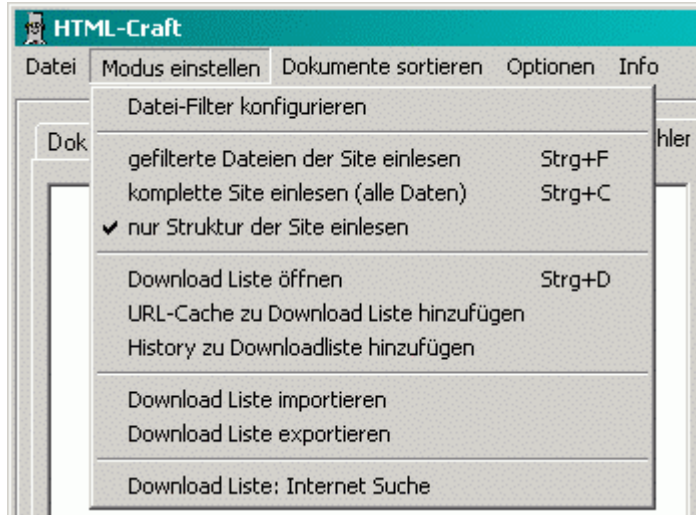 HTML-Craft
Datei Modus einstellen Dokumente sortieren Optionen Info
Datei-Filter konfigurieren
Dok hler
gefilterte Dateien der Site einlesen Strg+F
komplette Site einlesen (alle Daten) Strg+C
nur Struktur der Site einlesen
Download Liste öffnen Strg+D
URL-Cache zu Download Liste hinzufügen
History zu Downloadliste hinzufügen
Download Liste importieren
Download Liste exportieren
Download Liste: Internet Suche